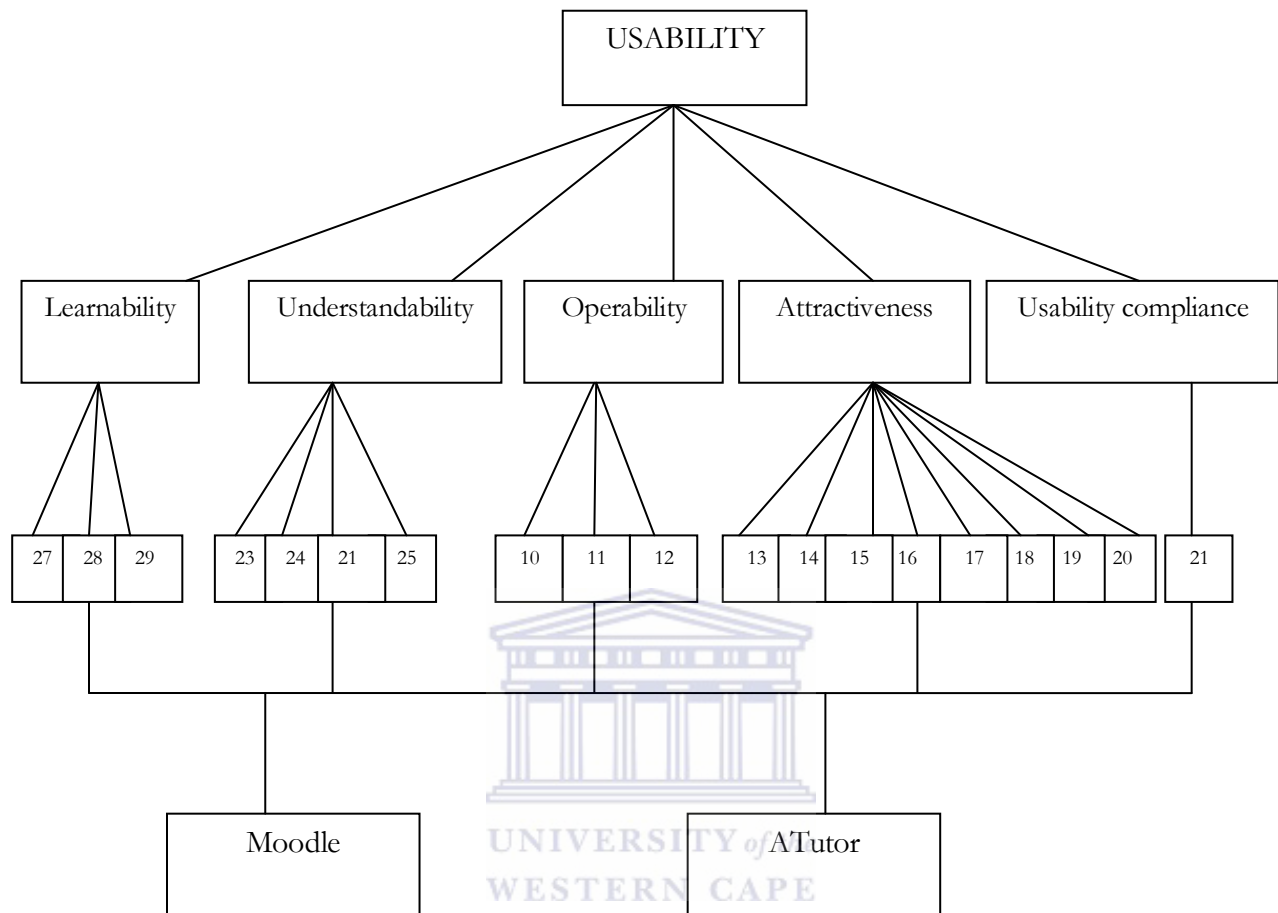 USABILITY
Learnability
Understandability
Operability
Attractiveness
Usability compliance
27 28 29
23 24 21 25
10 11 12
13 14 15 16 17 18 19 20
21
Moodle
ATutor
UNIVERSITY of the
WESTERN CAPE